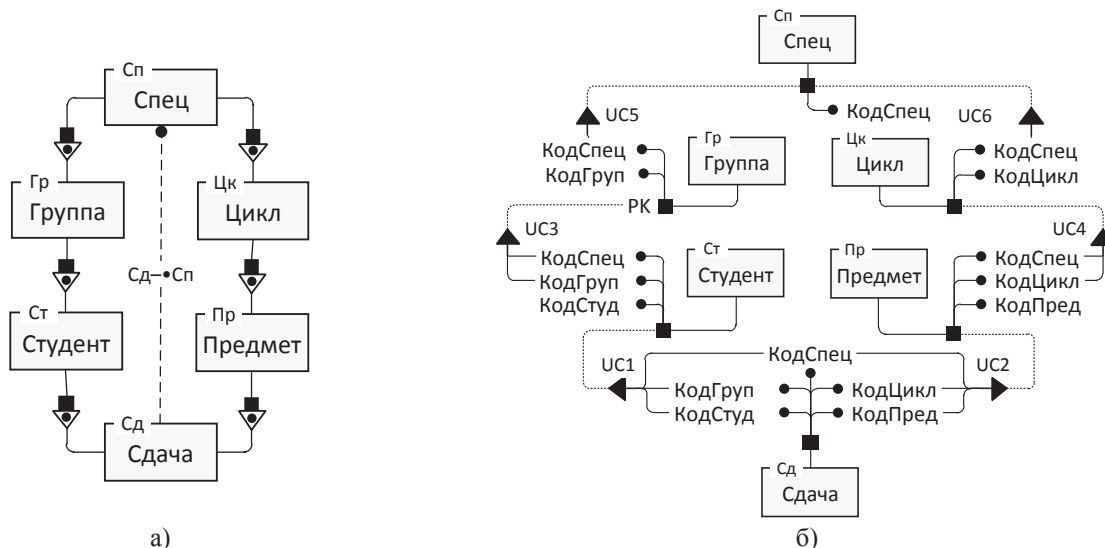 Сп
Спец
Гр
Группа
Цк
Цикл
Сд Сп
Ст
Студент
Пр
Предмет
Сд
Сдача
а)
Сп
Спец
КодСпец
UC5
UC6
КодСпец
КодГруп
Гр
Группа
Цк
Цикл
КодСпец
КодЦикл
PK
UC3
UC4
КодСпец
КодГруп
КодСтуд
Ст
Студент
Пр
Предмет
КодСпец
КодЦикл
КодПред
КодСпец
UC1
UC2
КодГруп
КодСтуд
КодЦикл
КодПред
Сд
Сдача
б)